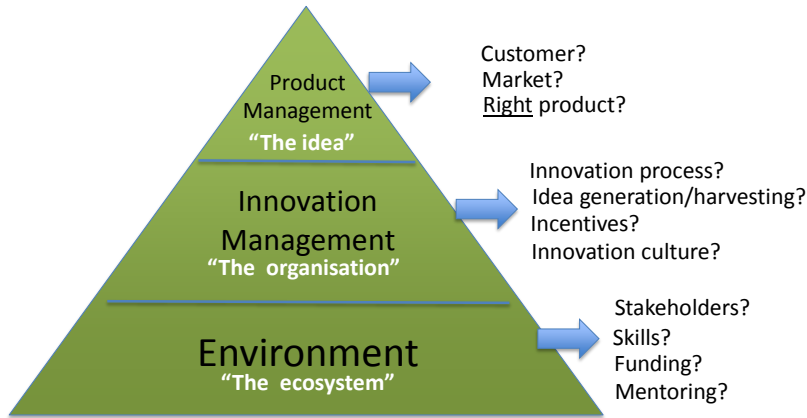 Product
Management
“The idea”
Customer?
Market?
Right product?
Innovation
Management
“The organisation”
Innovation process?
Idea generation/harvesting?
Incentives?
Innovation culture?
Environment
“The ecosystem”
Stakeholders?
Skills?
Funding?
Mentoring?